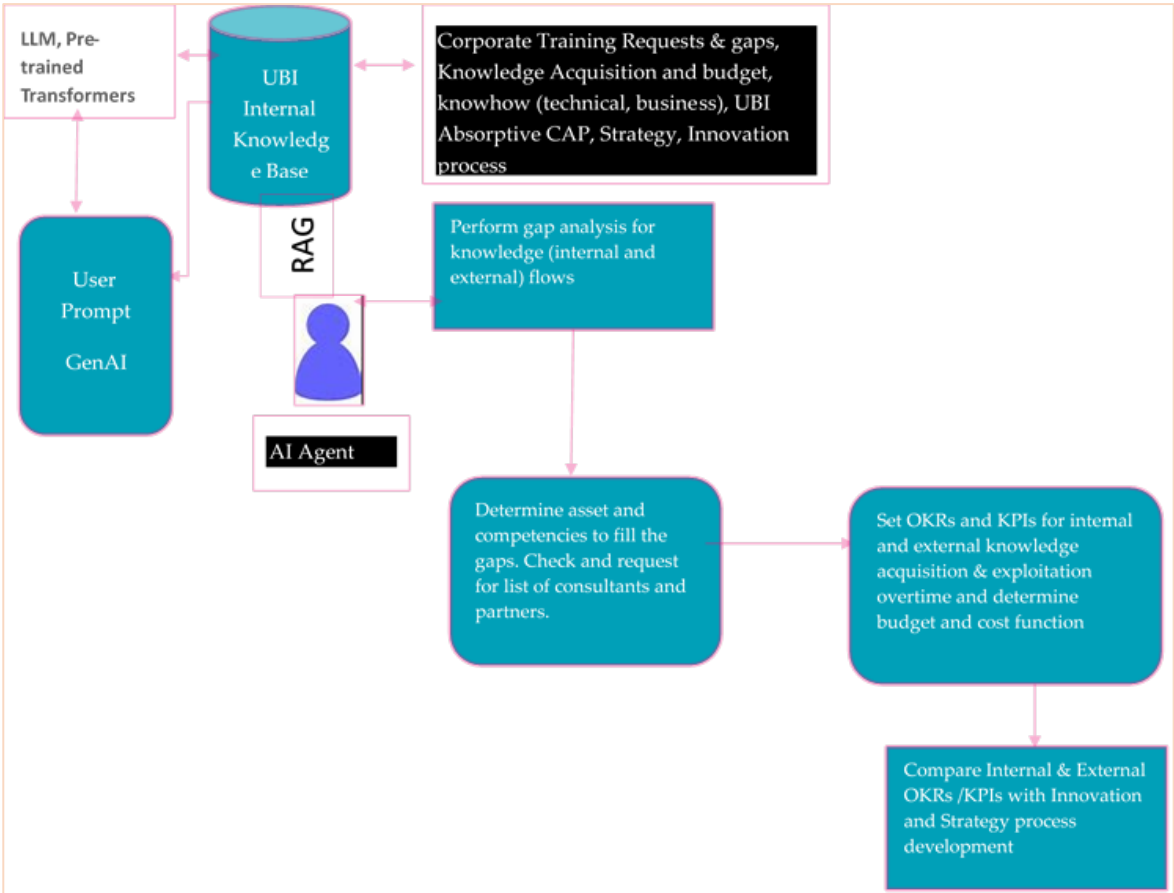 LLM, Pre-
trained
Transformers
UBI
Internal
Knowledg
e Base
Corporate Training Requests & gaps,
Knowledge Acquisition and budget,
knowhow (technical, business), UBI
Absorptive CAP, Strategy, Innovation
process
RAG
User
Prompt
GenAI
Perform gap analysis for
knowledge (internal and
external) flows
AI Agent
Determine asset and
competencies to fill the
gaps. Check and request
for list of consultants and
partners.
Set OKRs and KPIs for internal
and external knowledge
acquisition & exploitation
overtime and determine
budget and cost function
Compare Internal & External
OKRs /KPIs with Innovation
and Strategy process
development